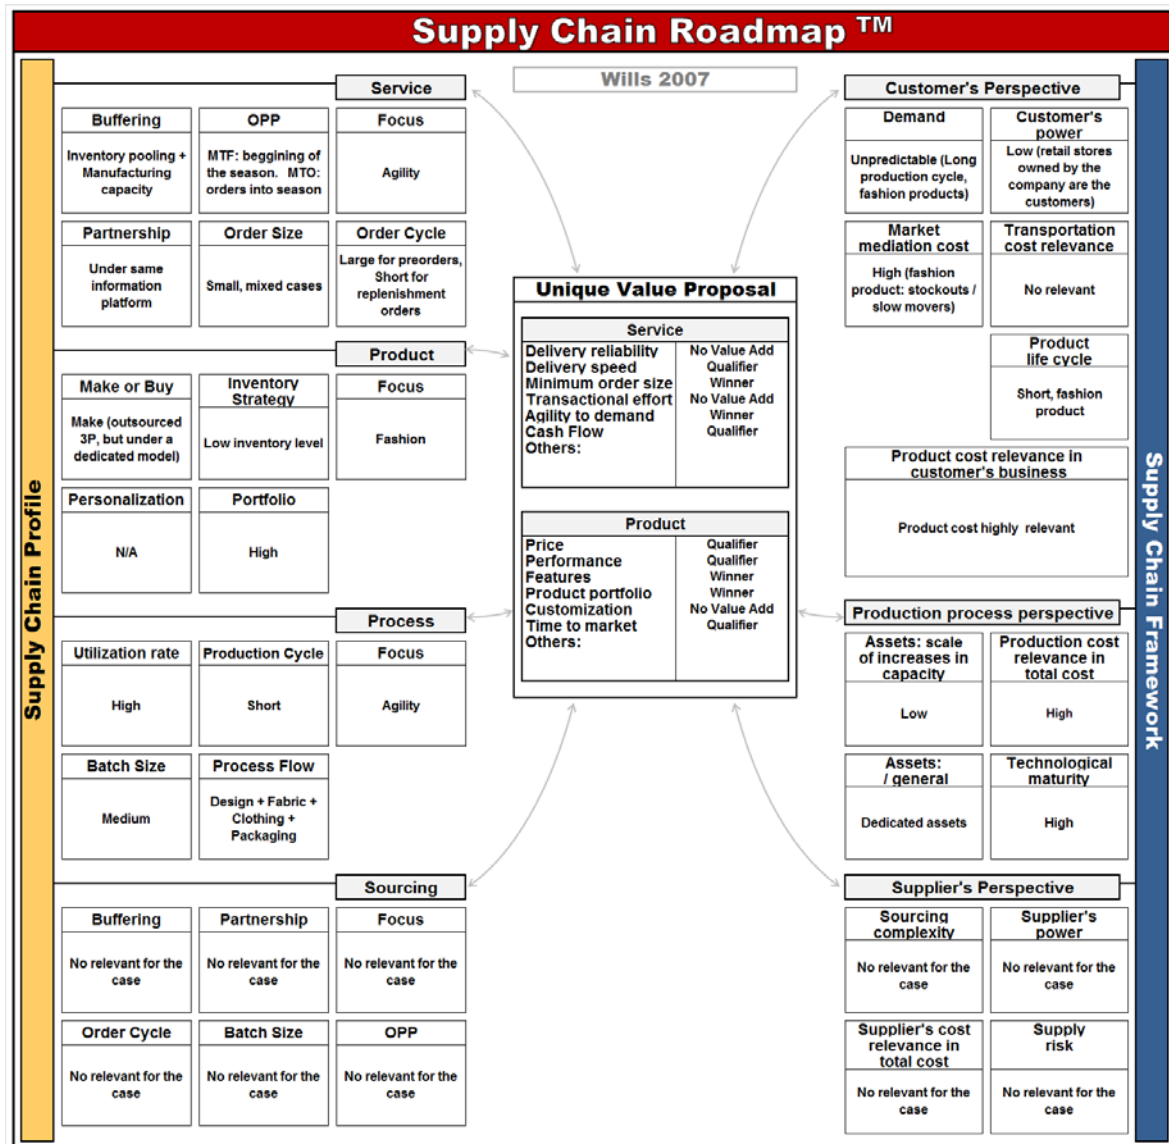 Supply Chain Roadmap TM
Supply Chain Profile
Wills 2007
Service
Buffering
Inventory pooling +
Manufacturing
capacity
OPP
MTF: beggining of
the season. MTO:
orders into season
Focus
Agility
Partnership
Under same
information
platform
Order Size
Small, mixed cases
Order Cycle
Large for preorders,
Short for
replenishment
orders
Product
Make or Buy
Make (outsourced
3P, but under a
dedicated model)
Inventory
Strategy
Low inventory level
Focus
Fashion
Personalization
N/A
Portfolio
High
Process
Utilization rate
High
Production Cycle
Short
Focus
Agility
Batch Size
Medium
Process Flow
Design + Fabric +
Clothing +
Packaging
Sourcing
Buffering
No relevant for the
case
Partnership
No relevant for the
case
Focus
No relevant for the
case
Order Cycle
No relevant for the
case
Batch Size
No relevant for the
case
OPP
No relevant for the
case
Unique Value Proposal
Service
Delivery reliability No Value Add
Delivery speed Qualifier
Minimum order size Winner
Transactional effort No Value Add
Agility to demand Winner
Cash Flow Qualifier
Others:
Product
Price Qualifier
Performance Qualifier
Features Winner
Product portfolio Winner
Customization No Value Add
Time to market Qualifier
Others:
Customer's Perspective
Demand
Unpredictable (Long
production cycle,
fashion products)
Customer's
power
Low (retail stores
owned by the
company are the
customers)
Market
mediation cost
High (fashion
product: stockouts /
slow movers)
Transportation
cost relevance
No relevant
Product
life cycle
Short, fashion
product
Product cost relevance in
customer's business
Product cost highly relevant
Production process perspective
Assets: scale
of increases in
capacity
Low
Production cost
relevance in
total cost
High
Assets:
/ general
Dedicated assets
Technological
maturity
High
Supplier's Perspective
Sourcing
complexity
No relevant for the
case
Supplier's
power
No relevant for the
case
Supplier's cost
relevance in
total cost
No relevant for the
case
Supply
risk
No relevant for the
case
Supply Chain Framework